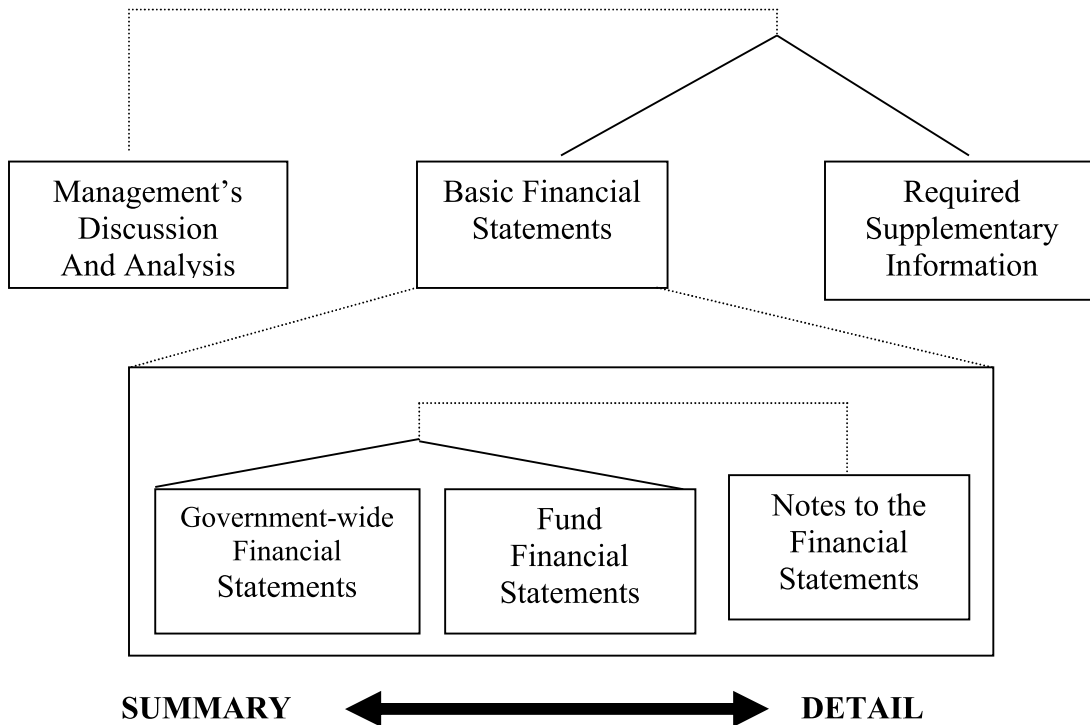 Management’s
Discussion
And Analysis
Basic Financial
Statements
Required
Supplementary
Information
Government-wide
Financial
Statements
Fund
Financial
Statements
Notes to the
Financial
Statements
SUMMARY
DETAIL